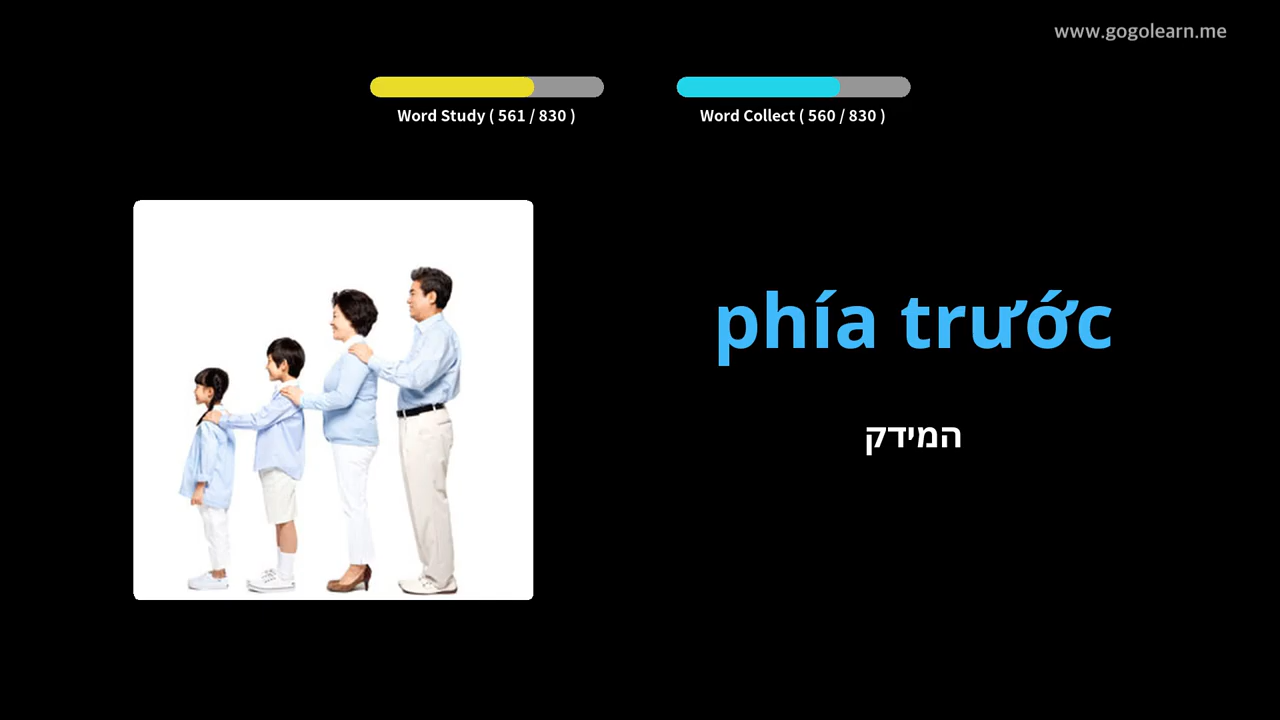 www.gogolearn.me
Word Study ( 561 / 830 )
Word Collect ( 560 / 830 )
phía trước
המידק